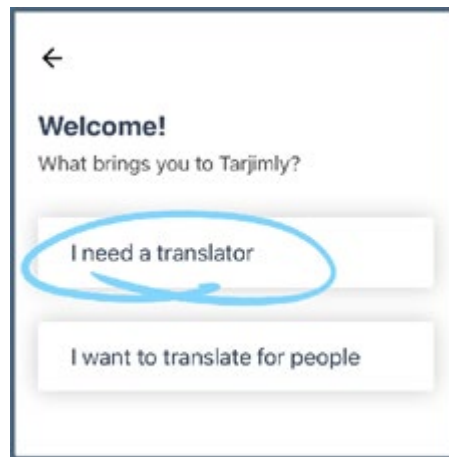 Welcome!
What brings you to Tarjimly?
I need a translator
I want to translate for people